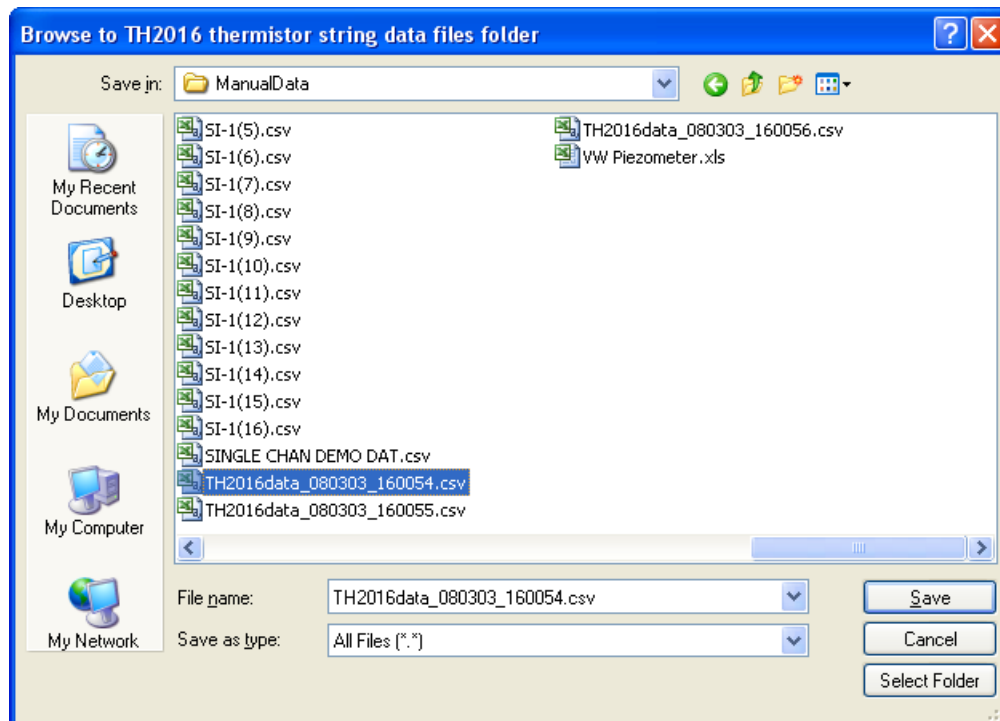 Browse to TH2016 thermistor string data files folder
Save in:
ManualData
My Recent
Documents
Desktop
My Documents
My Computer
My Network
SI-1(5).csv
SI-1(6).csv
SI-1(7).csv
SI-1(8).csv
SI-1(9).csv
SI-1(10).csv
SI-1(11).csv
SI-1(12).csv
SI-1(13).csv
SI-1(14).csv
SI-1(15).csv
SI-1(16).csv
SINGLE CHAN DEMO DAT.csv
TH2016data_080303_160054.csv
TH2016data_080303_160055.csv
TH2016data_080303_160056.csv
VW Piezometer.xls
File name:
TH2016data_080303_160054.csv
Save
Save as type:
All Files (*.*)
Cancel
Select Folder